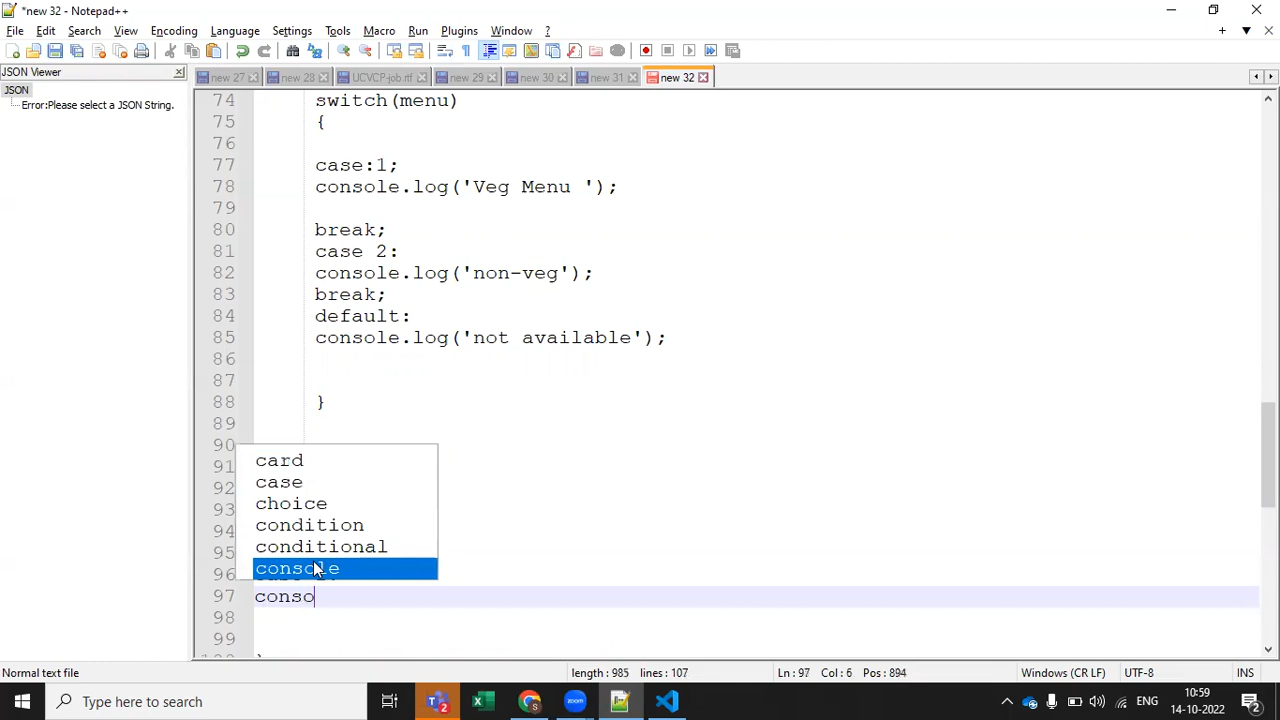 *new 32 - Notepad++
File Edit Search View Encoding Language Settings Tools Macro Run Plugins Window ?
JSON Viewer
new 27 new 28 UCVCP-job.rtf new 29 new 30 new 31 new 32
JSON
Error:Please select a JSON String.
74 switch(menu)
75 {
76
77 case:1;
78 console.log('Veg Menu ');
79
80 break;
81 case 2:
82 console.log('non-veg');
83 break;
84 default:
85 console.log('not available');
86
87
88 }
89
90
91 card
92 case
93 choice
94 condition
95 conditional
96 console
97 conso
98
99
Normal text file length : 985 lines : 107 Ln : 97 Col : 6 Pos : 894 Windows (CR LF) UTF-8 INS
Type here to search
ENG
10:59
14-10-2022
2
2
zoom